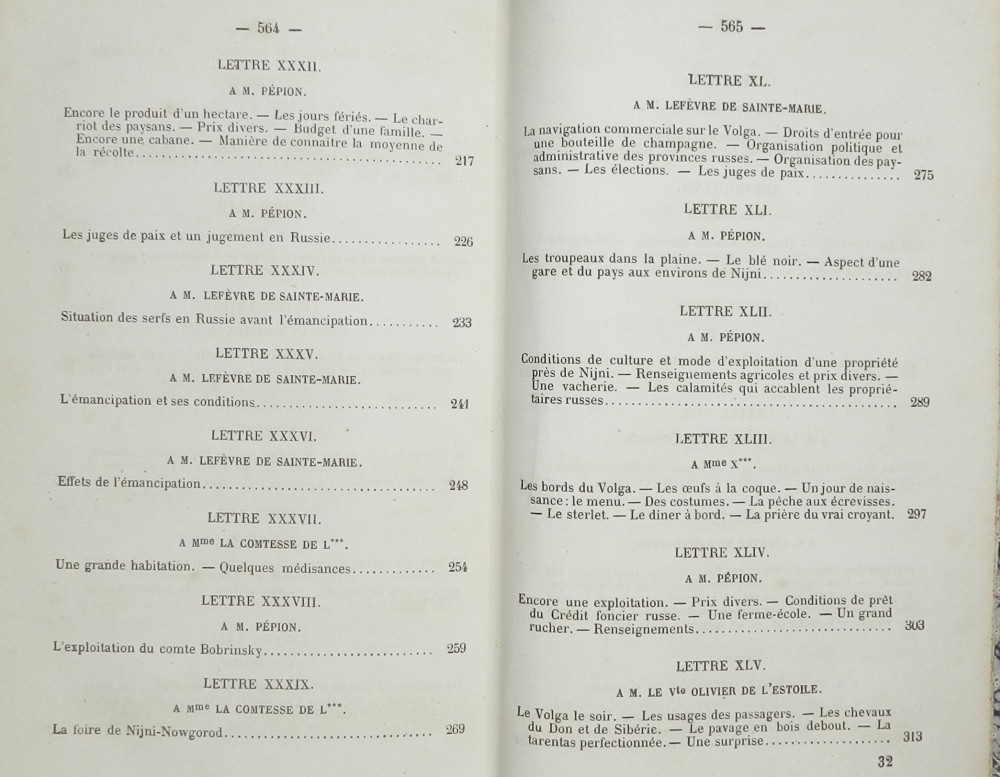 — 564 —
LETTRE XXXII.
A M. PÉPION.
Encore le produit d'un hectare. — Les jours fériés. — Le char-
riot des paysans. — Prix divers. — Budget d'une famille. —
Encore une cabane. — Manière de connaître la moyenne de
la récolte........................................ 217
LETTRE XXXIII.
A M. PÉPION.
Les juges de paix et un jugement en Russie................. 226
LETTRE XXXIV.
A M. LEFÈVRE DE SAINTE-MARIE.
Situation des serfs en Russie avant l'émancipation........... 233
LETTRE XXXV.
A M. LEFÈVRE DE SAINTE-MARIE.
L'émancipation et ses conditions............................ 241
LETTRE XXXVI.
A M. LEFÈVRE DE SAINTE-MARIE.
Effets de l'émancipation.................................... 248
LETTRE XXXVII.
A Mme LA COMTESSE DE L***.
Une grande habitation. — Quelques médisances............. 254
LETTRE XXXVIII.
A M. PÉPION.
L'exploitation du comte Bobrinsky.......................... 259
LETTRE XXXIX.
A Mme LA COMTESSE DE L***.
La foire de Nijni-Nowgorod................................ 269
— 565 —
LETTRE XL.
A M. LEFÈVRE DE SAINTE-MARIE.
La navigation commerciale sur le Volga. — Droits d'entrée pour
une bouteille de champagne. — Organisation politique et
administrative des provinces russes. — Organisation des pay-
sans. — Les élections. — Les juges de paix............... 275
LETTRE XLI.
A M. PÉPION.
Les troupeaux dans la plaine. — Le blé noir. — Aspect d'une
gare et du pays aux environs de Nijni..................... 282
LETTRE XLII.
A M. PÉPION.
Conditions de culture et mode d'exploitation d'une propriété
près de Nijni. — Renseignements agricoles et prix divers. —
Une vacherie. — Les calamités qui accablent les proprié-
taires russes............................................ 289
LETTRE XLIII.
A Mme X***.
Les bords du Volga. — Les œufs à la coque. — Un jour de nais-
sance : le menu. — Des costumes. — La pêche aux écrevisses.
— Le sterlet. — Le dîner à bord. — La prière du vrai croyant. 297
LETTRE XLIV.
A M. PÉPION.
Encore une exploitation. — Prix divers. — Conditions de prêt
du Crédit foncier russe. — Une ferme-école. — Un grand
rucher. — Renseignements.............................. 303
LETTRE XLV.
A M. LE Vte OLIVIER DE L'ESTOILE.
Le Volga le soir. — Les usages des passagers. — Les chevaux
du Don et de Sibérie. — Le pavage en bois debout. — La
tarentas perfectionnée. — Une surprise................... 313
32